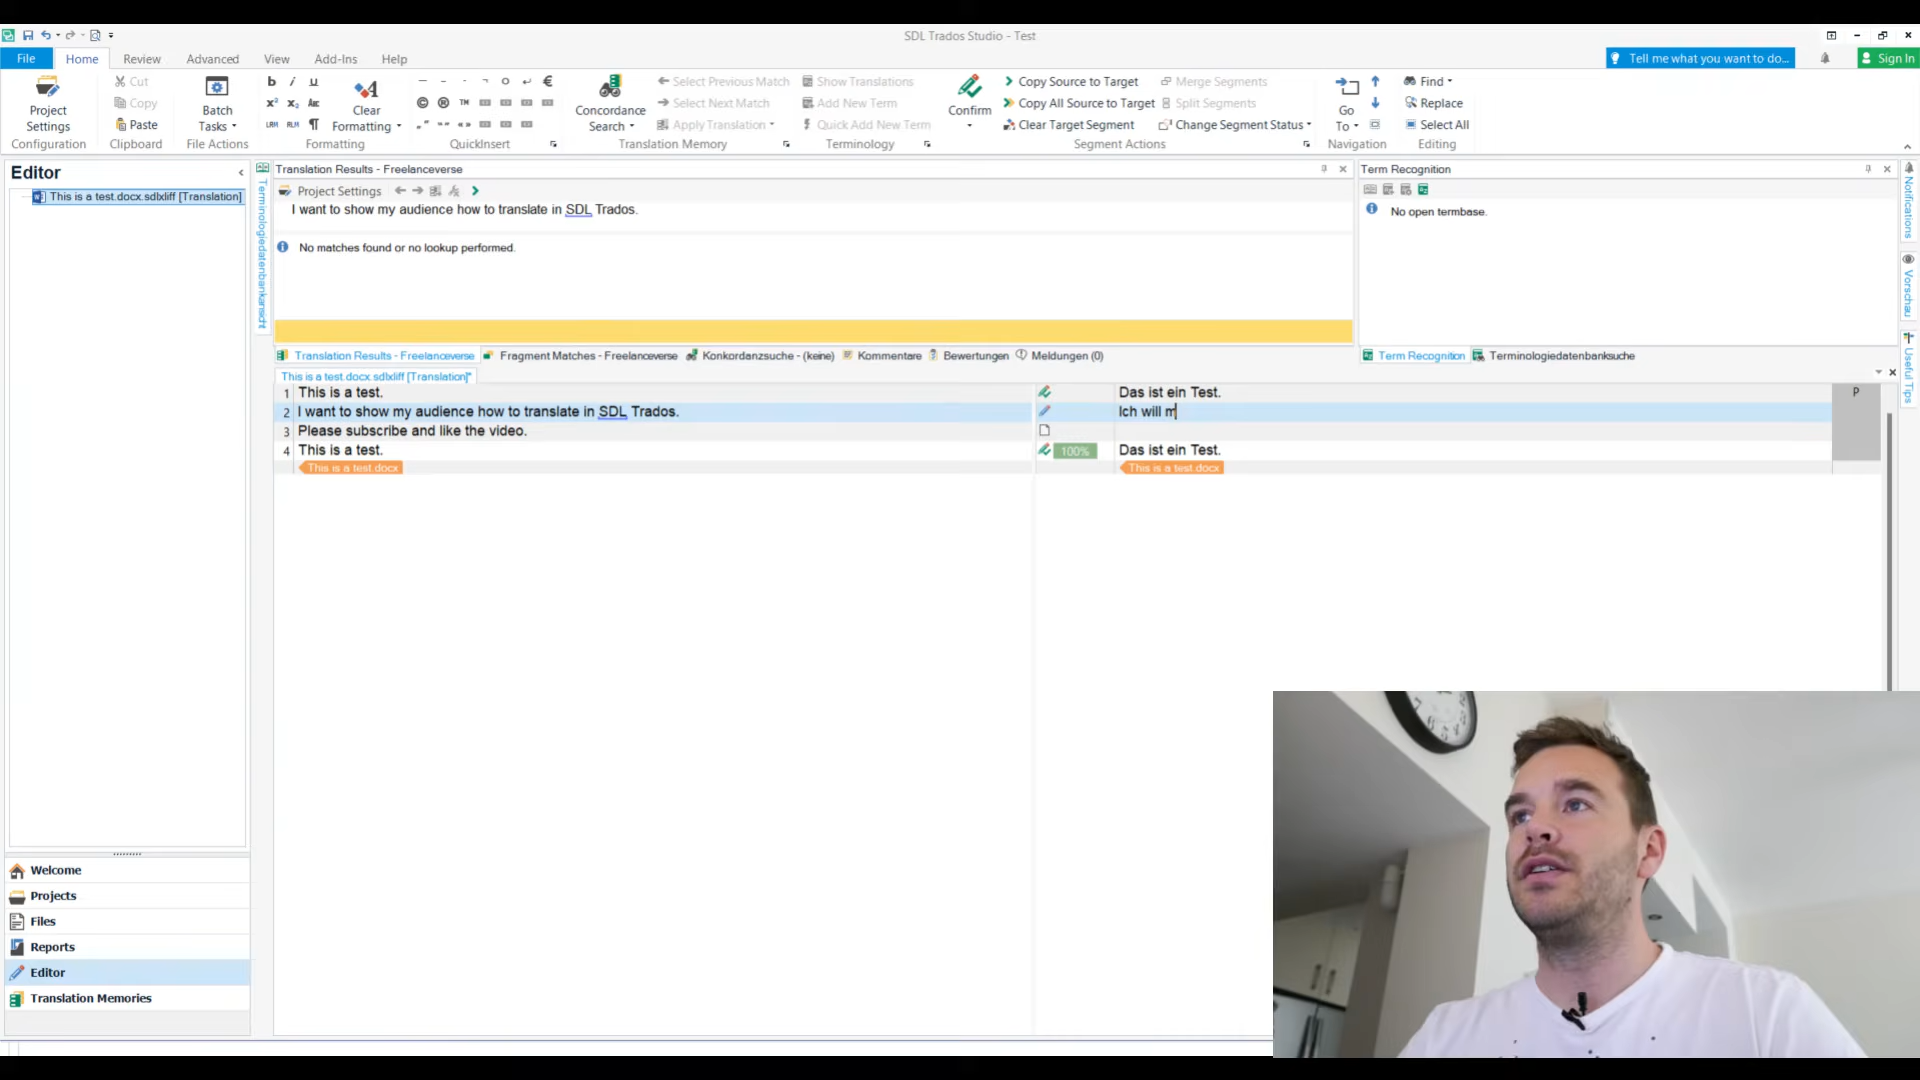 SDL Trados Studio - Test
File Home Review Advanced View Add-Ins Help Tell me what you want to do... Sign In
Project Settings
Configuration
Cut
Copy
Paste
Clipboard
Batch Tasks
File Actions
Clear Formatting
Formatting
QuickInsert
Concordance Search
Select Previous Match
Select Next Match
Apply Translation
Translation Memory
Show Translations
Add New Term
Quick Add New Term
Terminology
Confirm
Copy Source to Target
Copy All Source to Target
Clear Target Segment
Merge Segments
Split Segments
Change Segment Status
Segment Actions
Go To
Navigation
Find
Replace
Select All
Editing
Editor
This is a test.docx.sdlxliff [Translation]
Terminologiedatenbankansicht
Translation Results - Freelanceverse
Project Settings
I want to show my audience how to translate in SDL Trados.
No matches found or no lookup performed.
Translation Results - Freelanceverse Fragment Matches - Freelanceverse Konkordanzsuche - (keine) Kommentare Bewertungen Meldungen (0)
Term Recognition
No open termbase.
Term Recognition Terminologiedatenbanksuche
Notifications
Vorschau
Useful Tips
This is a test.docx.sdlxliff [Translation]*
1 This is a test. Das ist ein Test. P
2 I want to show my audience how to translate in SDL Trados. Ich will m
3 Please subscribe and like the video.
4 This is a test. 100% Das ist ein Test.
This is a test.docx This is a test.docx
Welcome
Projects
Files
Reports
Editor
Translation Memories